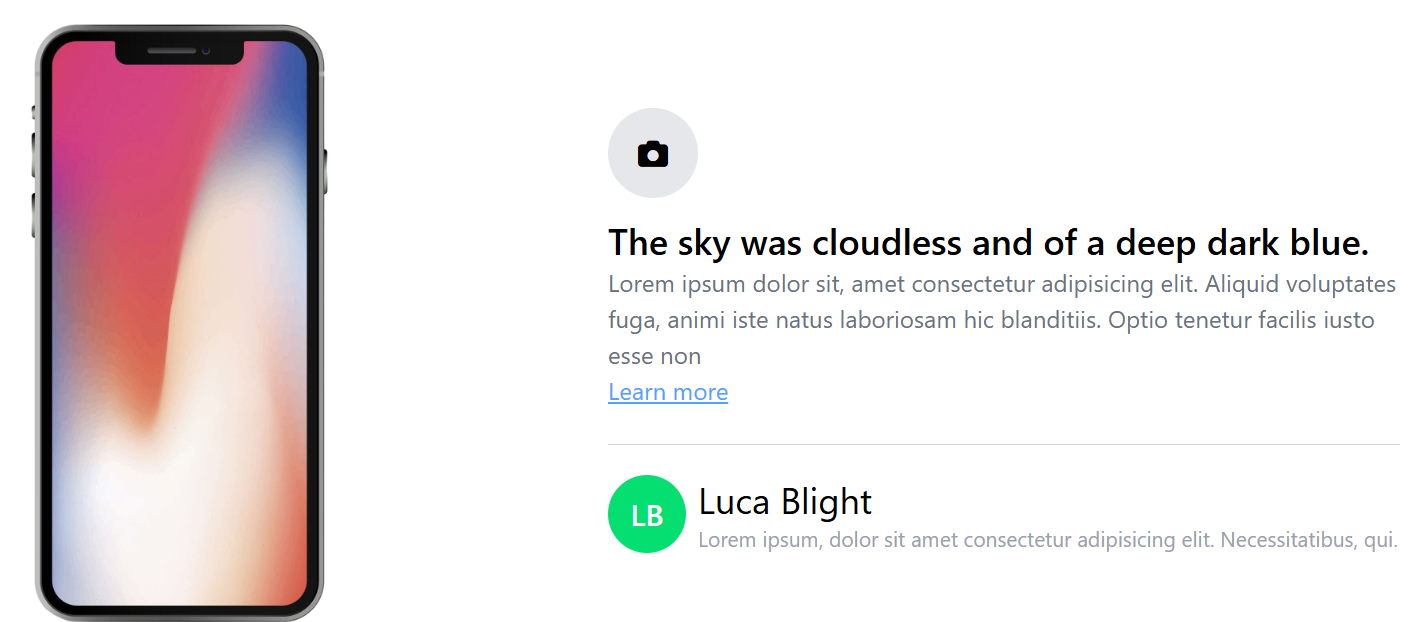 The sky was cloudless and of a deep dark blue.
Lorem ipsum dolor sit, amet consectetur adipisicing elit. Aliquid voluptates
fuga, animi iste natus laboriosam hic blanditiis. Optio tenetur facilis iusto
esse non
Learn more
LB
Luca Blight
Lorem ipsum, dolor sit amet consectetur adipisicing elit. Necessitatibus, qui.